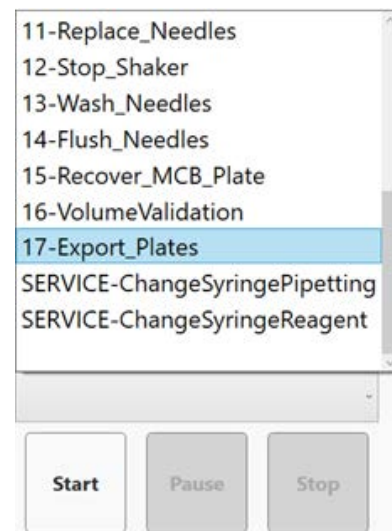 11-Replace_Needles
12-Stop_Shaker
13-Wash_Needles
14-Flush_Needles
15-Recover_MCB_Plate
16-VolumeValidation
17-Export_Plates
SERVICE-ChangeSyringePipetting
SERVICE-ChangeSyringeReagent
Start Pause Stop